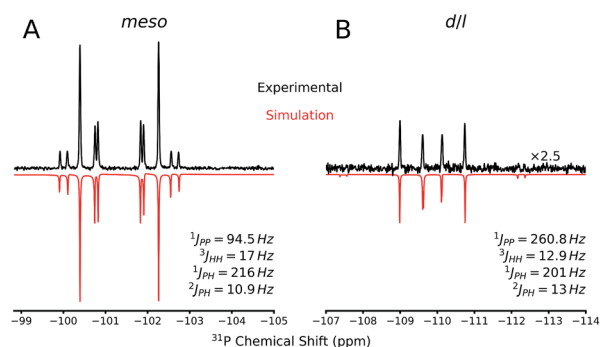 A
meso
B
d/l
Experimental
Simulation
×2.5
¹J_PP = 94.5 Hz
³J_HH = 17 Hz
¹J_PH = 216 Hz
²J_PH = 10.9 Hz
¹J_PP = 260.8 Hz
³J_HH = 12.9 Hz
¹J_PH = 201 Hz
²J_PH = 13 Hz
−99 −100 −101 −102 −103 −104 −105
−107 −108 −109 −110 −111 −112 −113 −114
³¹P Chemical Shift (ppm)